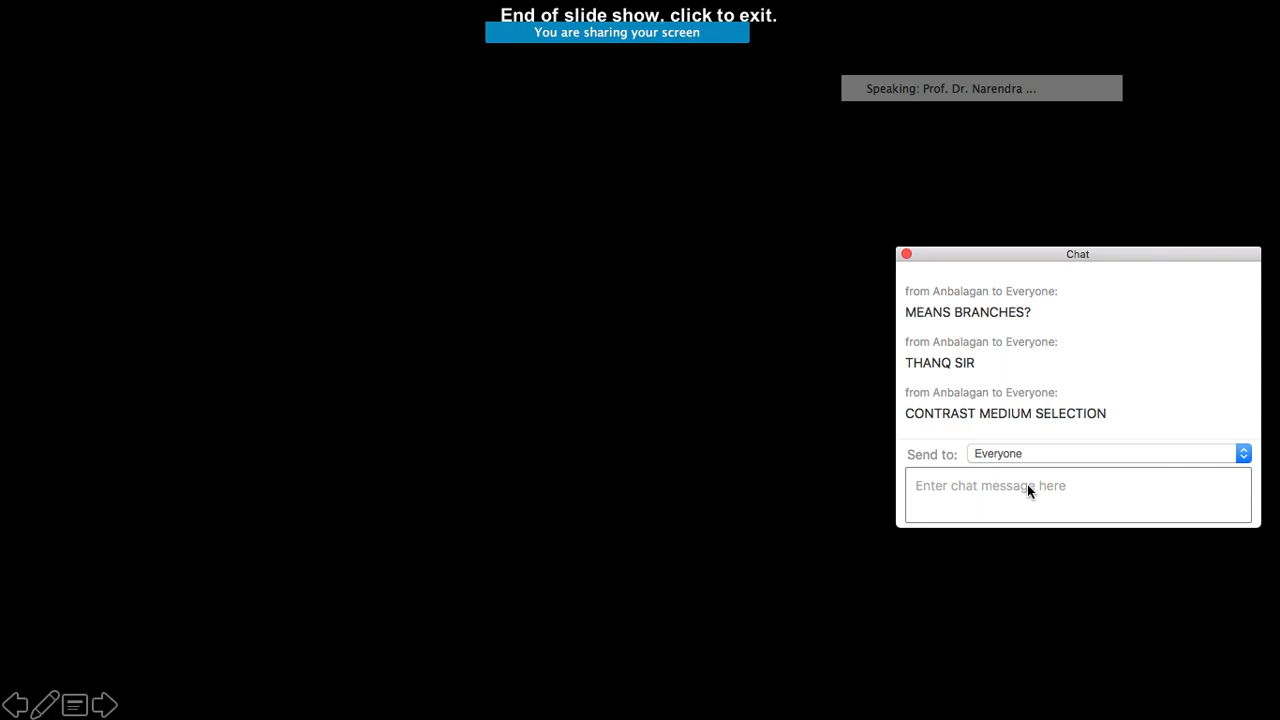 End of slide show, click to exit.
You are sharing your screen
Speaking: Prof. Dr. Narendra ...
Chat
from Anbalagan to Everyone:
MEANS BRANCHES?
from Anbalagan to Everyone:
THANQ SIR
from Anbalagan to Everyone:
CONTRAST MEDIUM SELECTION
Send to: Everyone
Enter chat message here